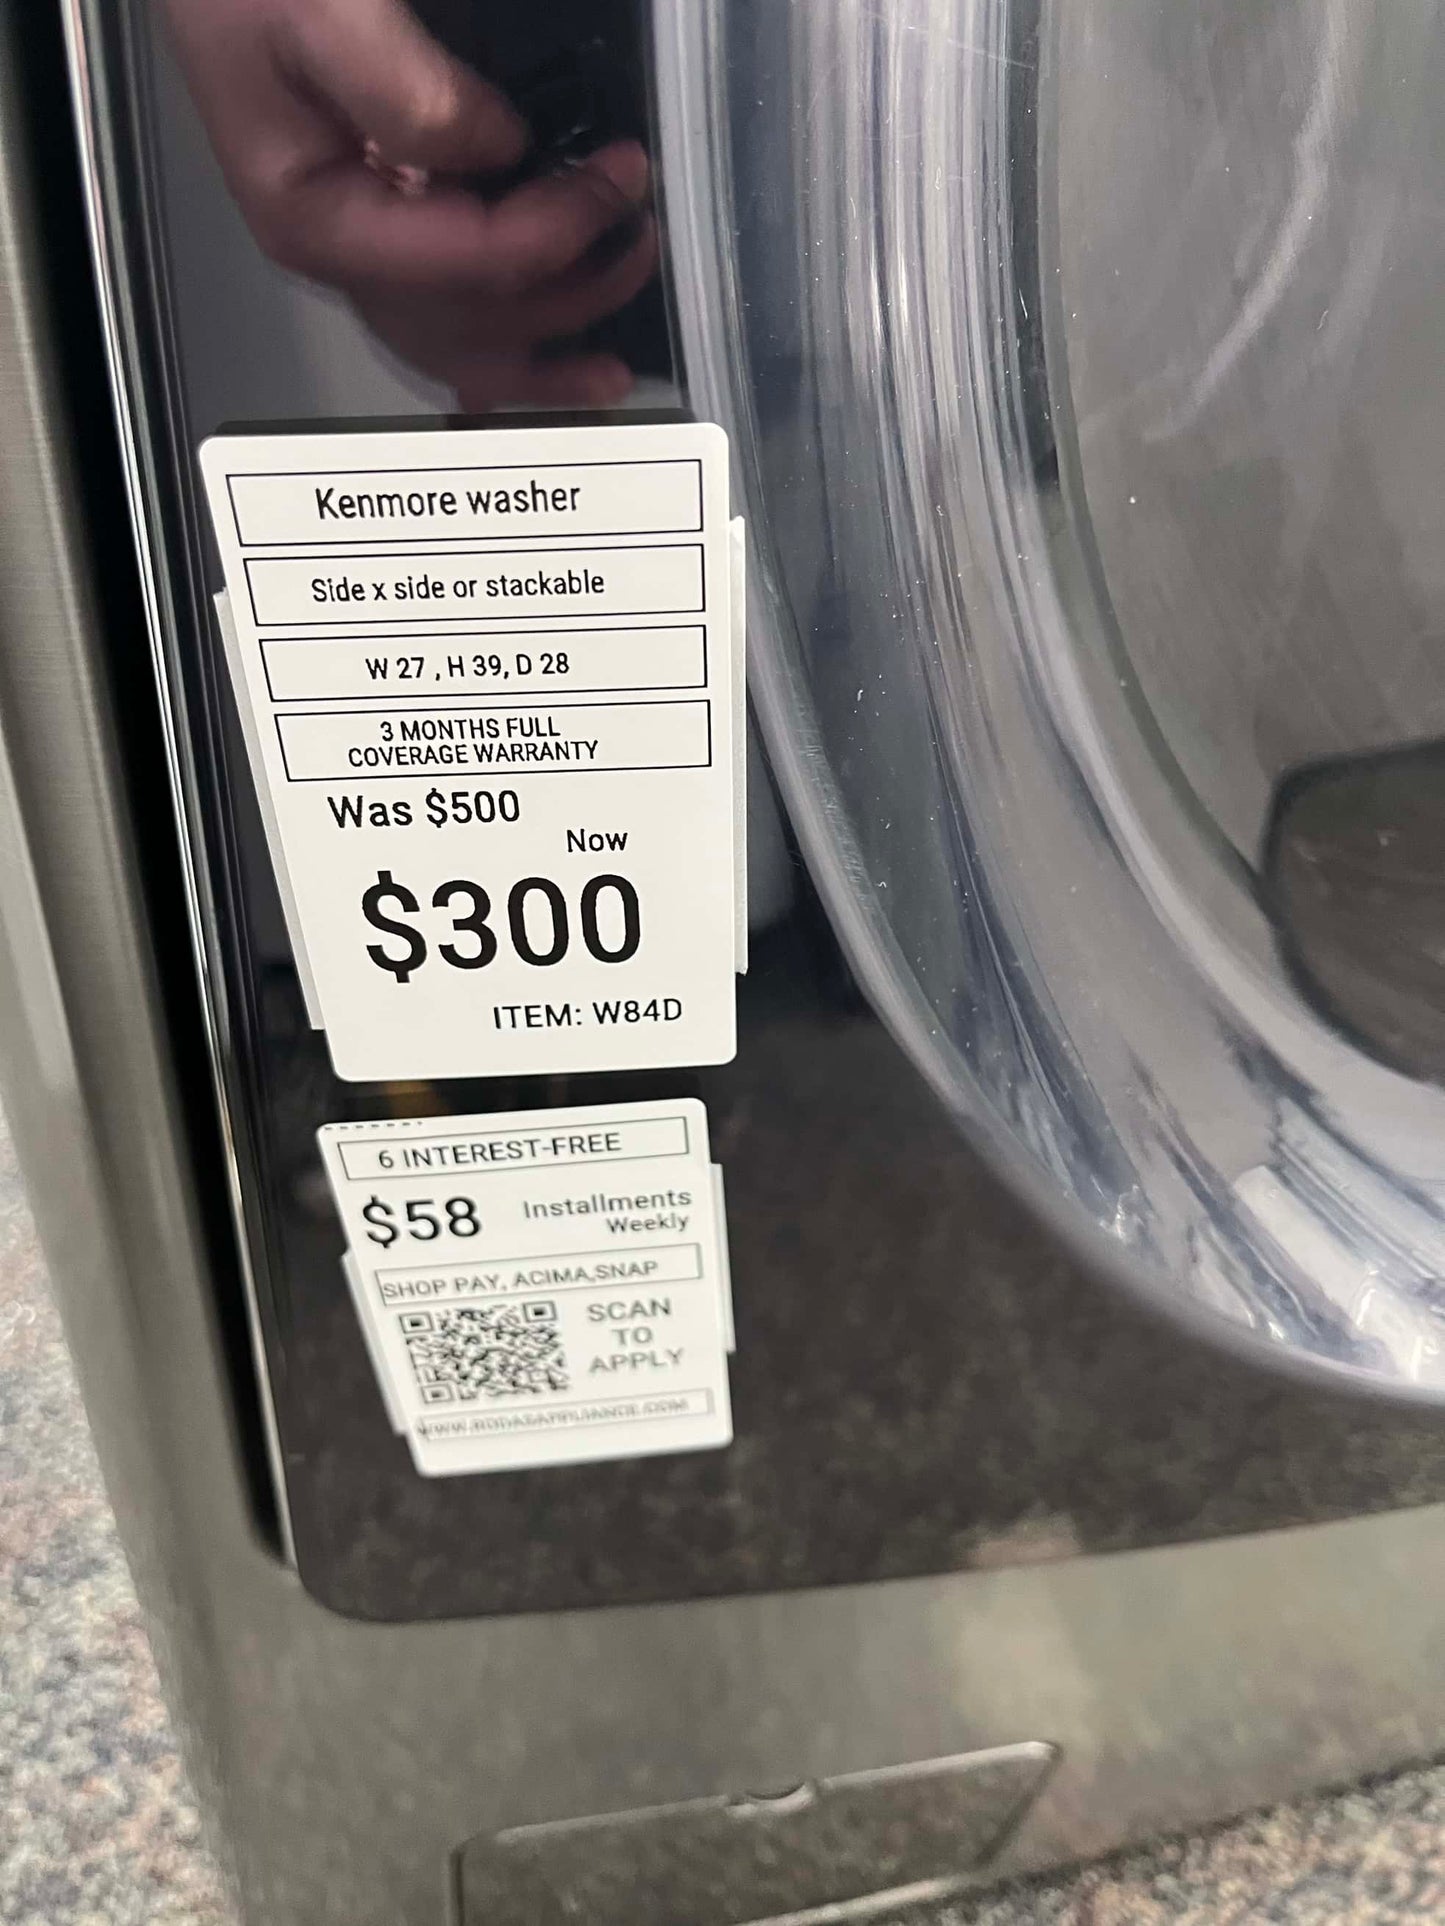 Kenmore washer
Side x side or stackable
W 27 , H 39, D 28
3 MONTHS FULL
COVERAGE WARRANTY
Was $500
Now
$300
ITEM: W84D
6 INTEREST-FREE
$58 Installments
Weekly
SHOP PAY, ACIMA,SNAP
SCAN
TO
APPLY